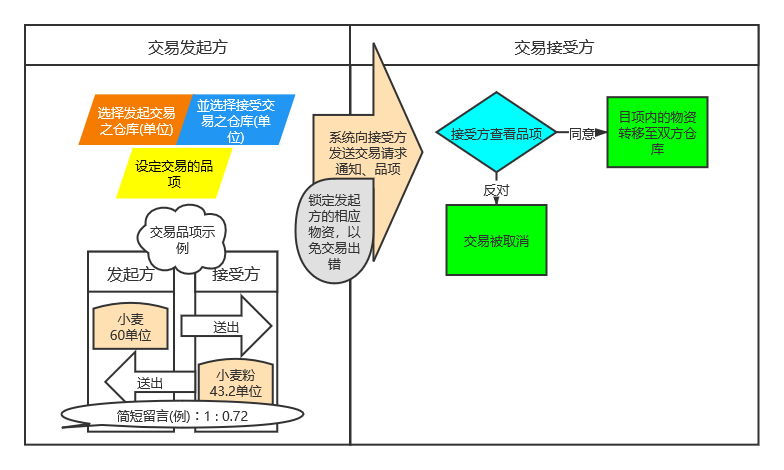 交易发起方
交易接受方
选择发起交易
之仓库(单位)
並选择接受交
易之仓库(单
位)
设定交易的品
项
交易品项示
例
发起方
接受方
小麦
60单位
送出
送出
小麦粉
43.2单位
简短留言(例)：1 : 0.72
系统向接受方
发送交易请求
通知、品项
锁定发起
方的相应
物资，以
免交易出
错
接受方查看品项
同意
目项内的物资
转移至双方仓
库
反对
交易被取消